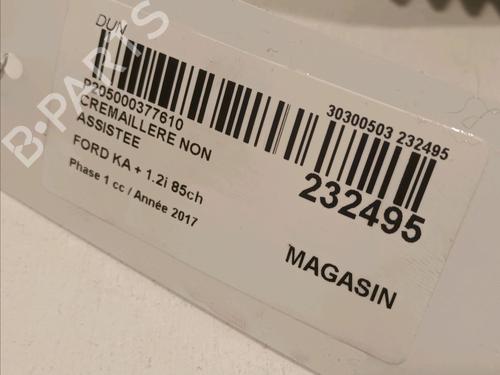 DUN
P205000377610
CREMAILLERE NON
ASSISTEE
FORD KA + 1.2i 85ch
Phase 1 cc / Année 2017
30300503 232495
232495
MAGASIN
B-PARTS